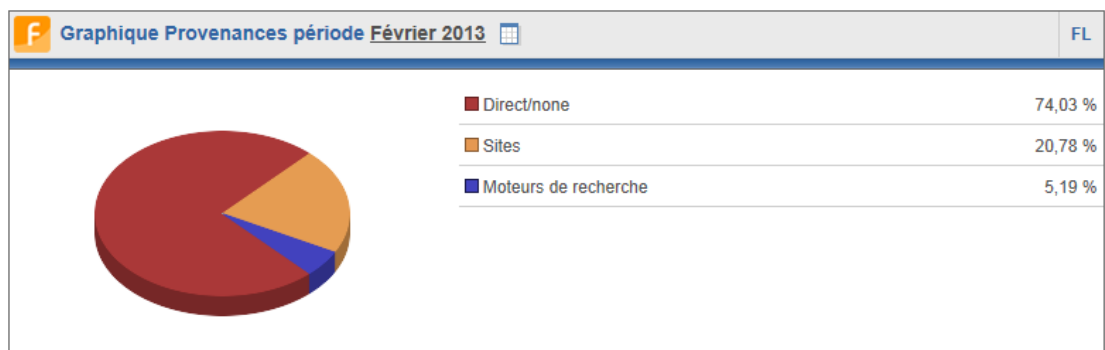 Graphique Provenances période Février 2013 FL
Direct/none 74,03 %
Sites 20,78 %
Moteurs de recherche 5,19 %